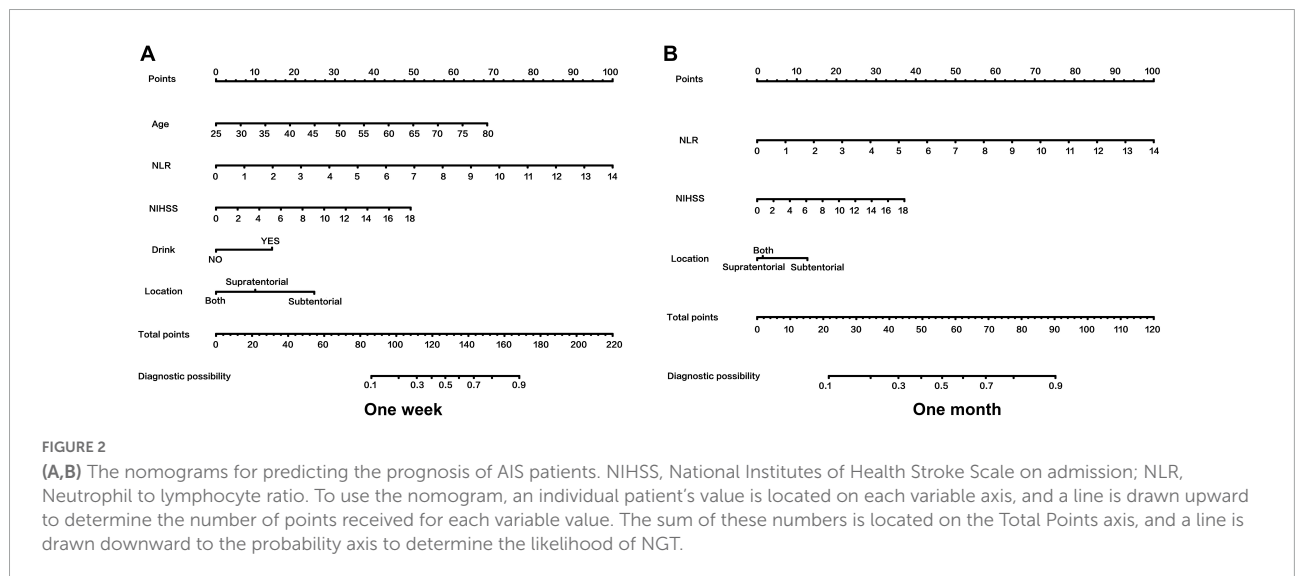 A
Points
0 10 20 30 40 50 60 70 80 90 100
Age
25 30 35 40 45 50 55 60 65 70 75 80
NLR
0 1 2 3 4 5 6 7 8 9 10 11 12 13 14
NIHSS
0 2 4 6 8 10 12 14 16 18
YES
Drink
NO
Supratentorial
Location
Both Subtentorial
Total points
0 20 40 60 80 100 120 140 160 180 200 220
Diagnostic possibility
0.1 0.3 0.5 0.7 0.9
One week
B
Points
0 10 20 30 40 50 60 70 80 90 100
NLR
0 1 2 3 4 5 6 7 8 9 10 11 12 13 14
NIHSS
0 2 4 6 8 10 12 14 16 18
Both
Location
Supratentorial Subtentorial
Total points
0 10 20 30 40 50 60 70 80 90 100 110 120
Diagnostic possibility
0.1 0.3 0.5 0.7 0.9
One month
FIGURE 2
(A,B) The nomograms for predicting the prognosis of AIS patients. NIHSS, National Institutes of Health Stroke Scale on admission; NLR,
Neutrophil to lymphocyte ratio. To use the nomogram, an individual patient's value is located on each variable axis, and a line is drawn upward
to determine the number of points received for each variable value. The sum of these numbers is located on the Total Points axis, and a line is
drawn downward to the probability axis to determine the likelihood of NGT.